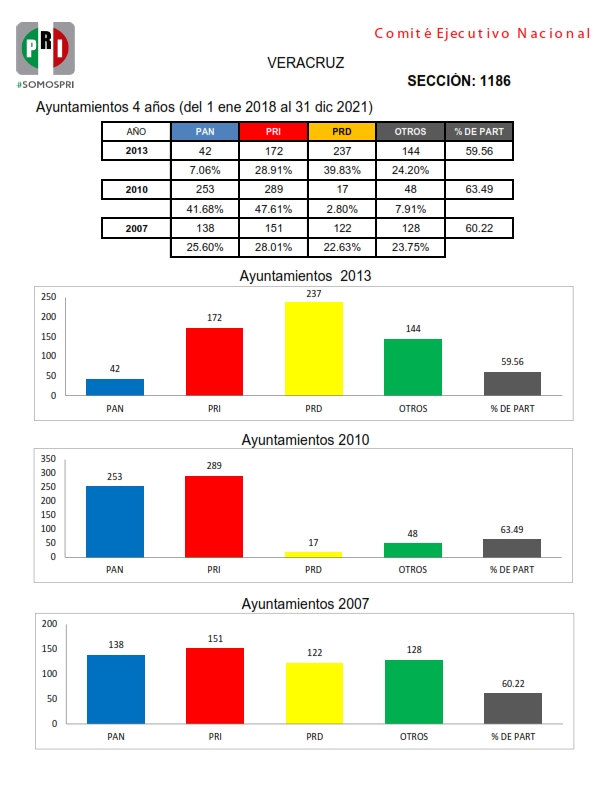 Comité Ejecutivo Nacional
PRI
#SOMOSPRI
VERACRUZ
SECCIÓN: 1186
Ayuntamientos 4 años (del 1 ene 2018 al 31 dic 2021)
AÑO PAN PRI PRD OTROS % DE PART
2013 42 172 237 144 59.56
7.06% 28.91% 39.83% 24.20%
2010 253 289 17 48 63.49
41.68% 47.61% 2.80% 7.91%
2007 138 151 122 128 60.22
25.60% 28.01% 22.63% 23.75%
Ayuntamientos 2013
250
200
150
100
50
0
42
172
237
144
59.56
PAN PRI PRD OTROS % DE PART
Ayuntamientos 2010
350
300
250
200
150
100
50
0
253
289
17
48
63.49
PAN PRI PRD OTROS % DE PART
Ayuntamientos 2007
200
150
100
50
0
138
151
122
128
60.22
PAN PRI PRD OTROS % DE PART